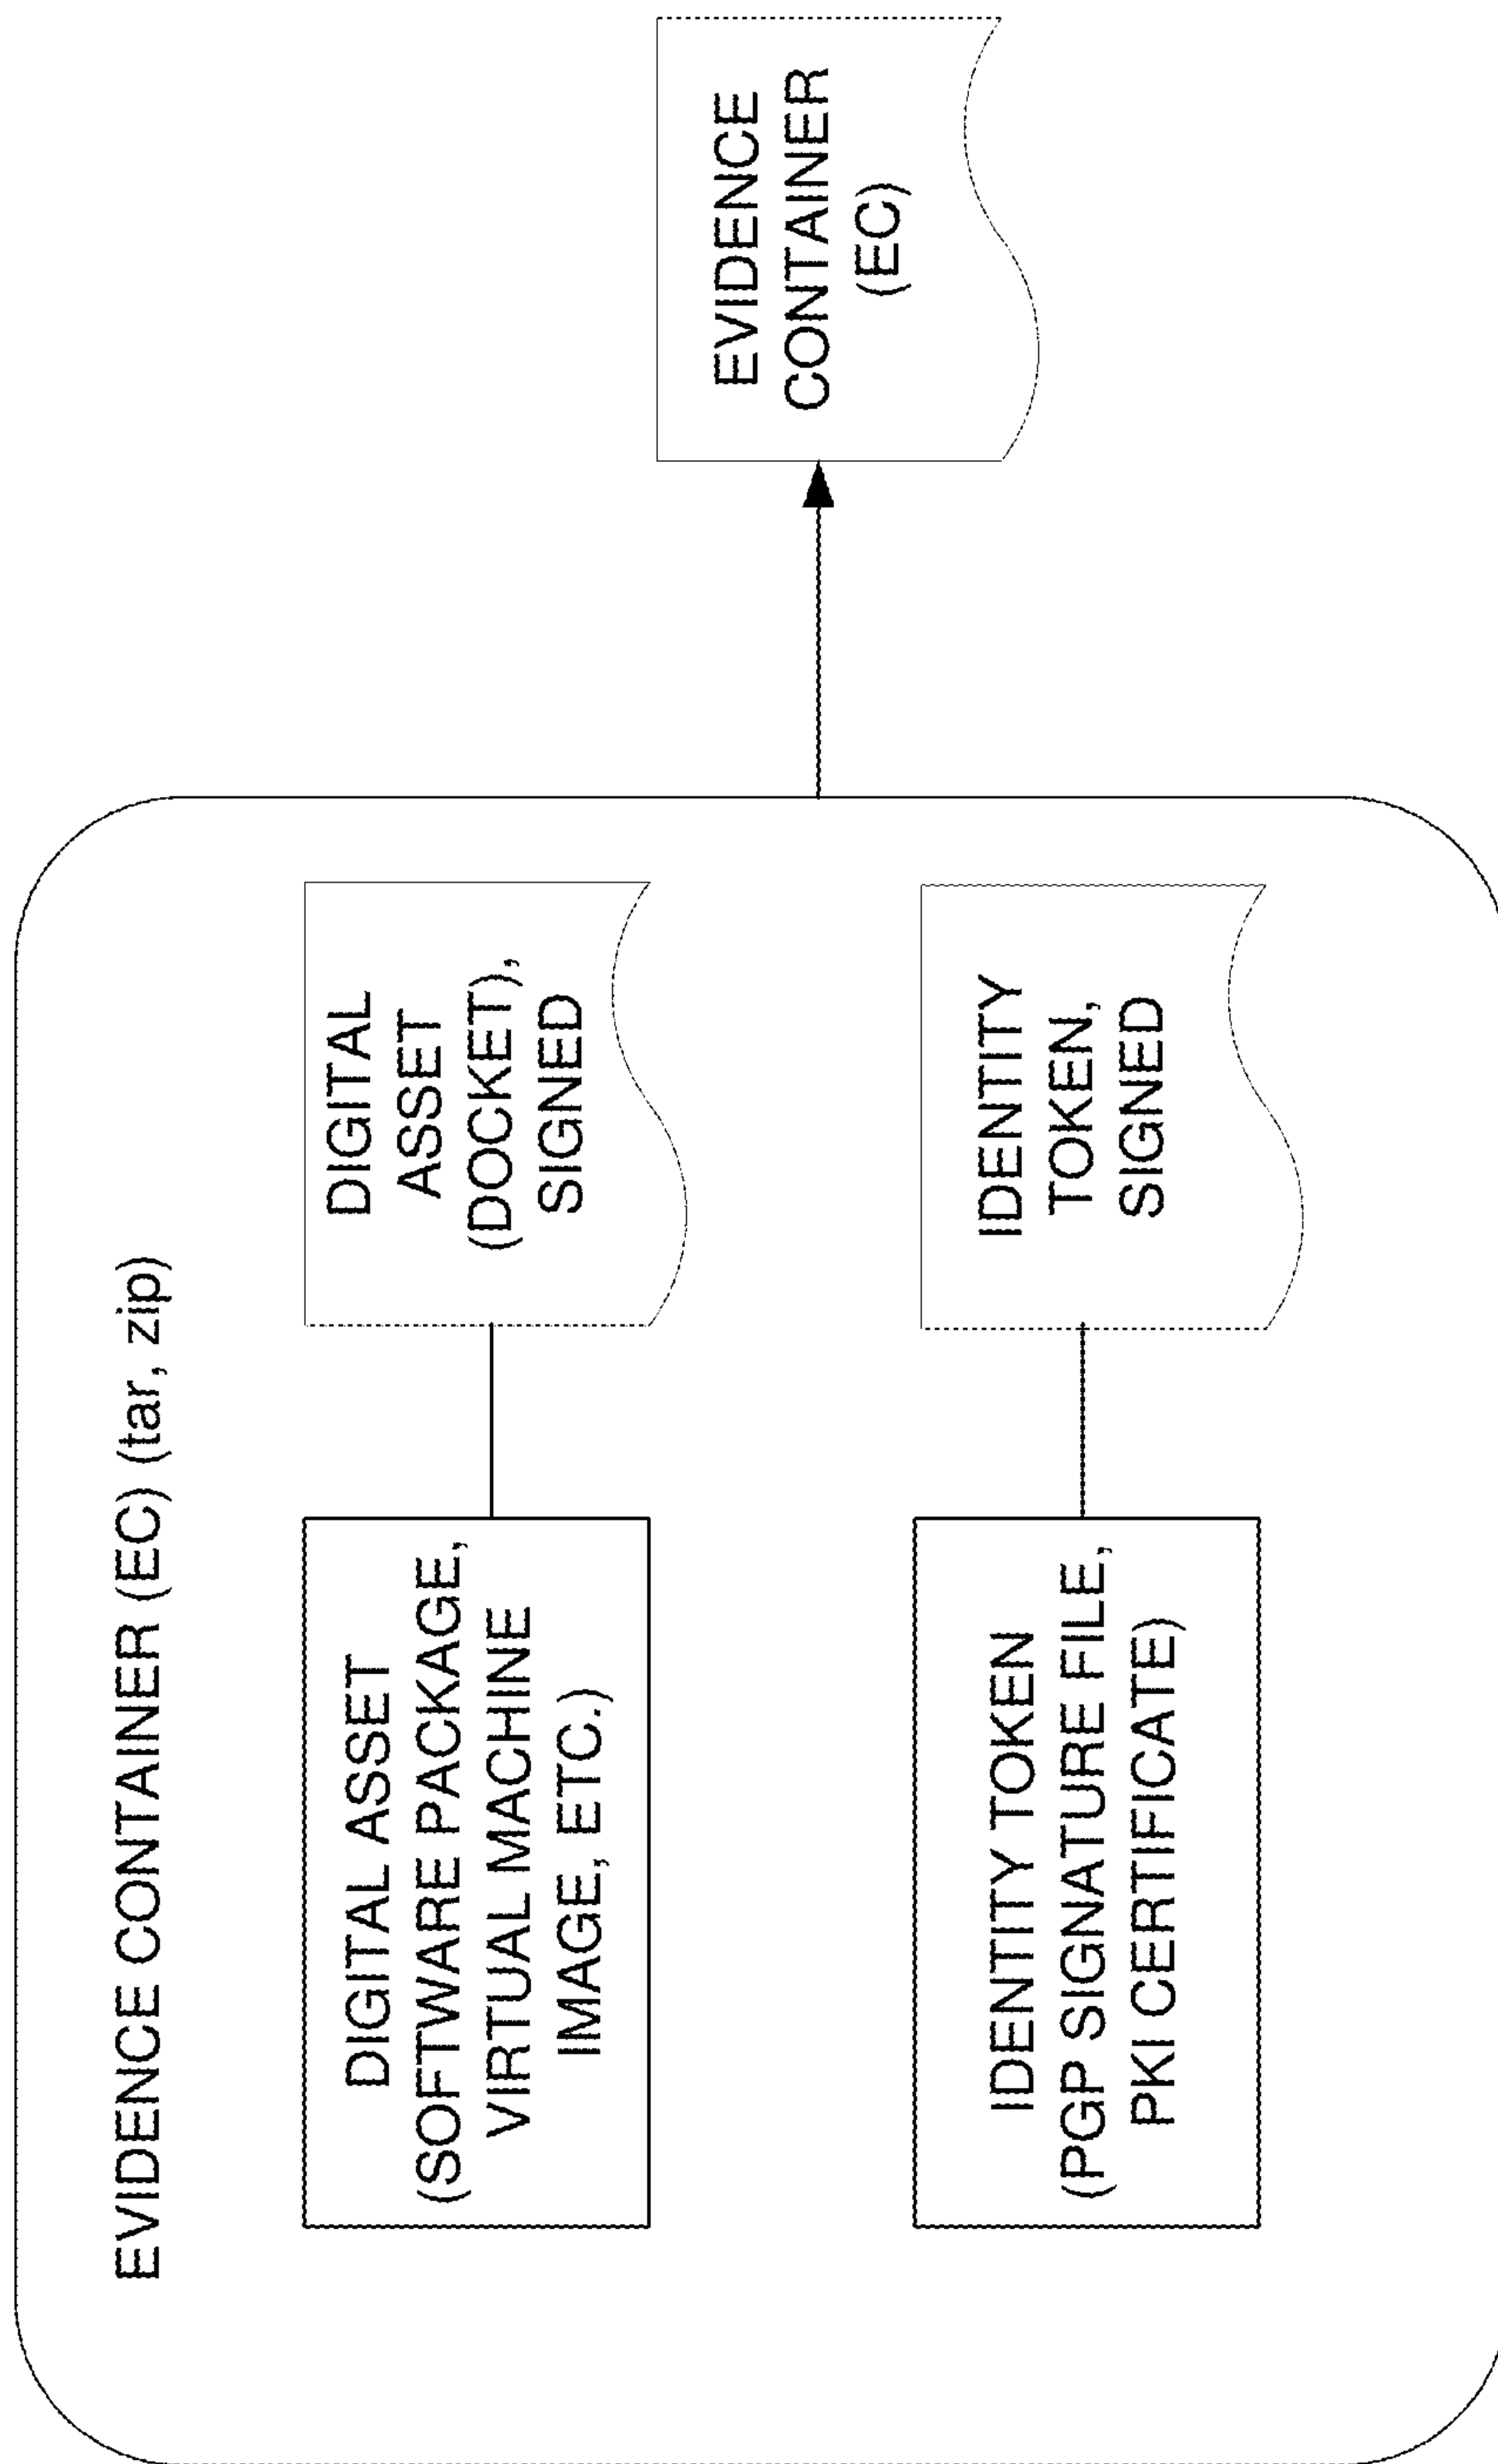 EVIDENCE CONTAINER (EC) (tar, zip)
DIGITAL ASSET
(SOFTWARE PACKAGE,
VIRTUAL MACHINE
IMAGE, ETC.)
DIGITAL
ASSET
(DOCKET),
SIGNED
IDENTITY TOKEN
(PGP SIGNATURE FILE,
PKI CERTIFICATE)
IDENTITY
TOKEN,
SIGNED
EVIDENCE
CONTAINER
(EC)